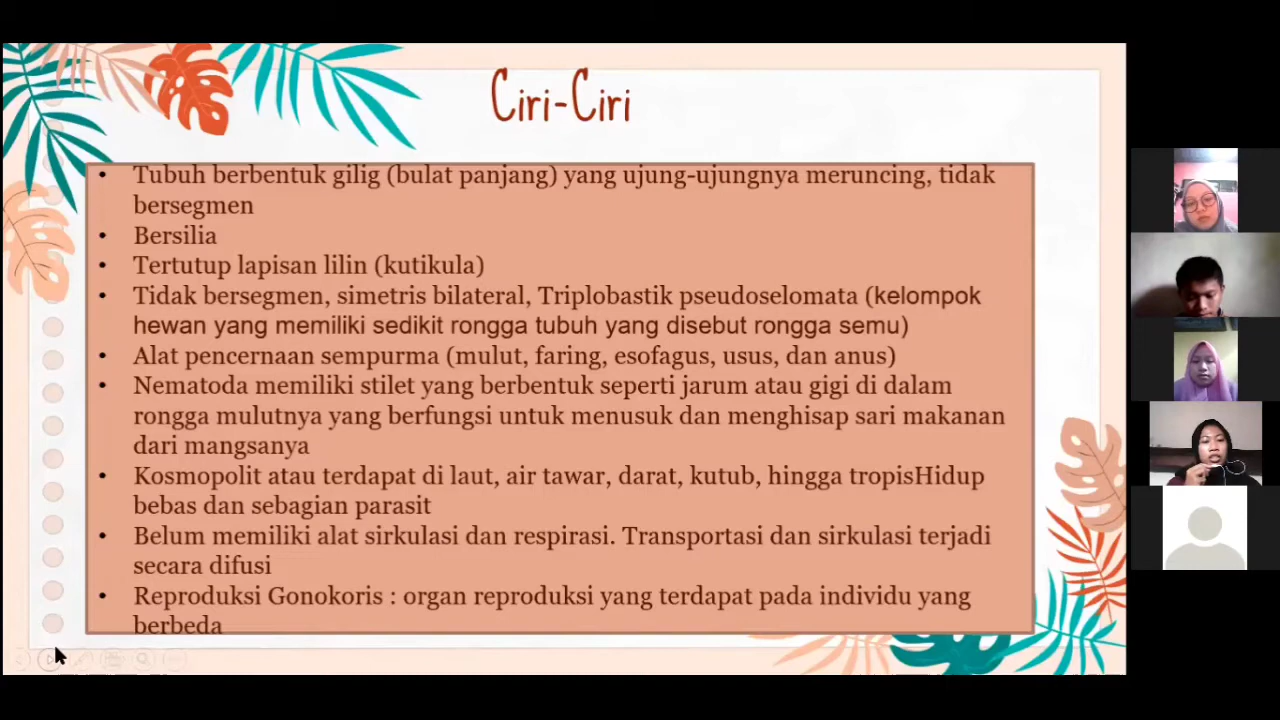 Ciri-Ciri
• Tubuh berbentuk gilig (bulat panjang) yang ujung-ujungnya meruncing, tidak
bersegmen
• Bersilia
• Tertutup lapisan lilin (kutikula)
• Tidak bersegmen, simetris bilateral, Triplobastik pseudoselomata (kelompok
hewan yang memiliki sedikit rongga tubuh yang disebut rongga semu)
• Alat pencernaan sempurma (mulut, faring, esofagus, usus, dan anus)
• Nematoda memiliki stilet yang berbentuk seperti jarum atau gigi di dalam
rongga mulutnya yang berfungsi untuk menusuk dan menghisap sari makanan
dari mangsanya
• Kosmopolit atau terdapat di laut, air tawar, darat, kutub, hingga tropisHidup
bebas dan sebagian parasit
• Belum memiliki alat sirkulasi dan respirasi. Transportasi dan sirkulasi terjadi
secara difusi
• Reproduksi Gonokoris : organ reproduksi yang terdapat pada individu yang
berbeda